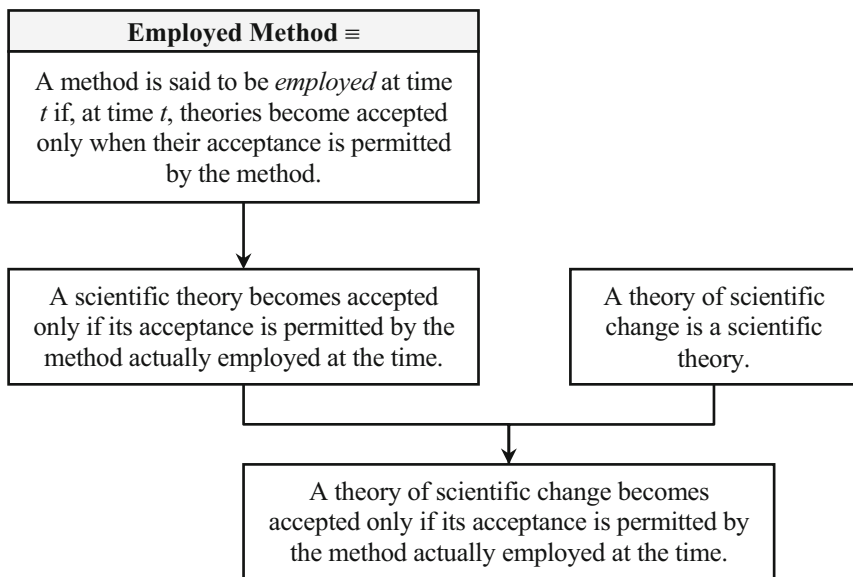 Employed Method ≡
A method is said to be employed at time
t if, at time t, theories become accepted
only when their acceptance is permitted
by the method.
A scientific theory becomes accepted
only if its acceptance is permitted by the
method actually employed at the time.
A theory of scientific
change is a scientific
theory.
A theory of scientific change becomes
accepted only if its acceptance is permitted by
the method actually employed at the time.